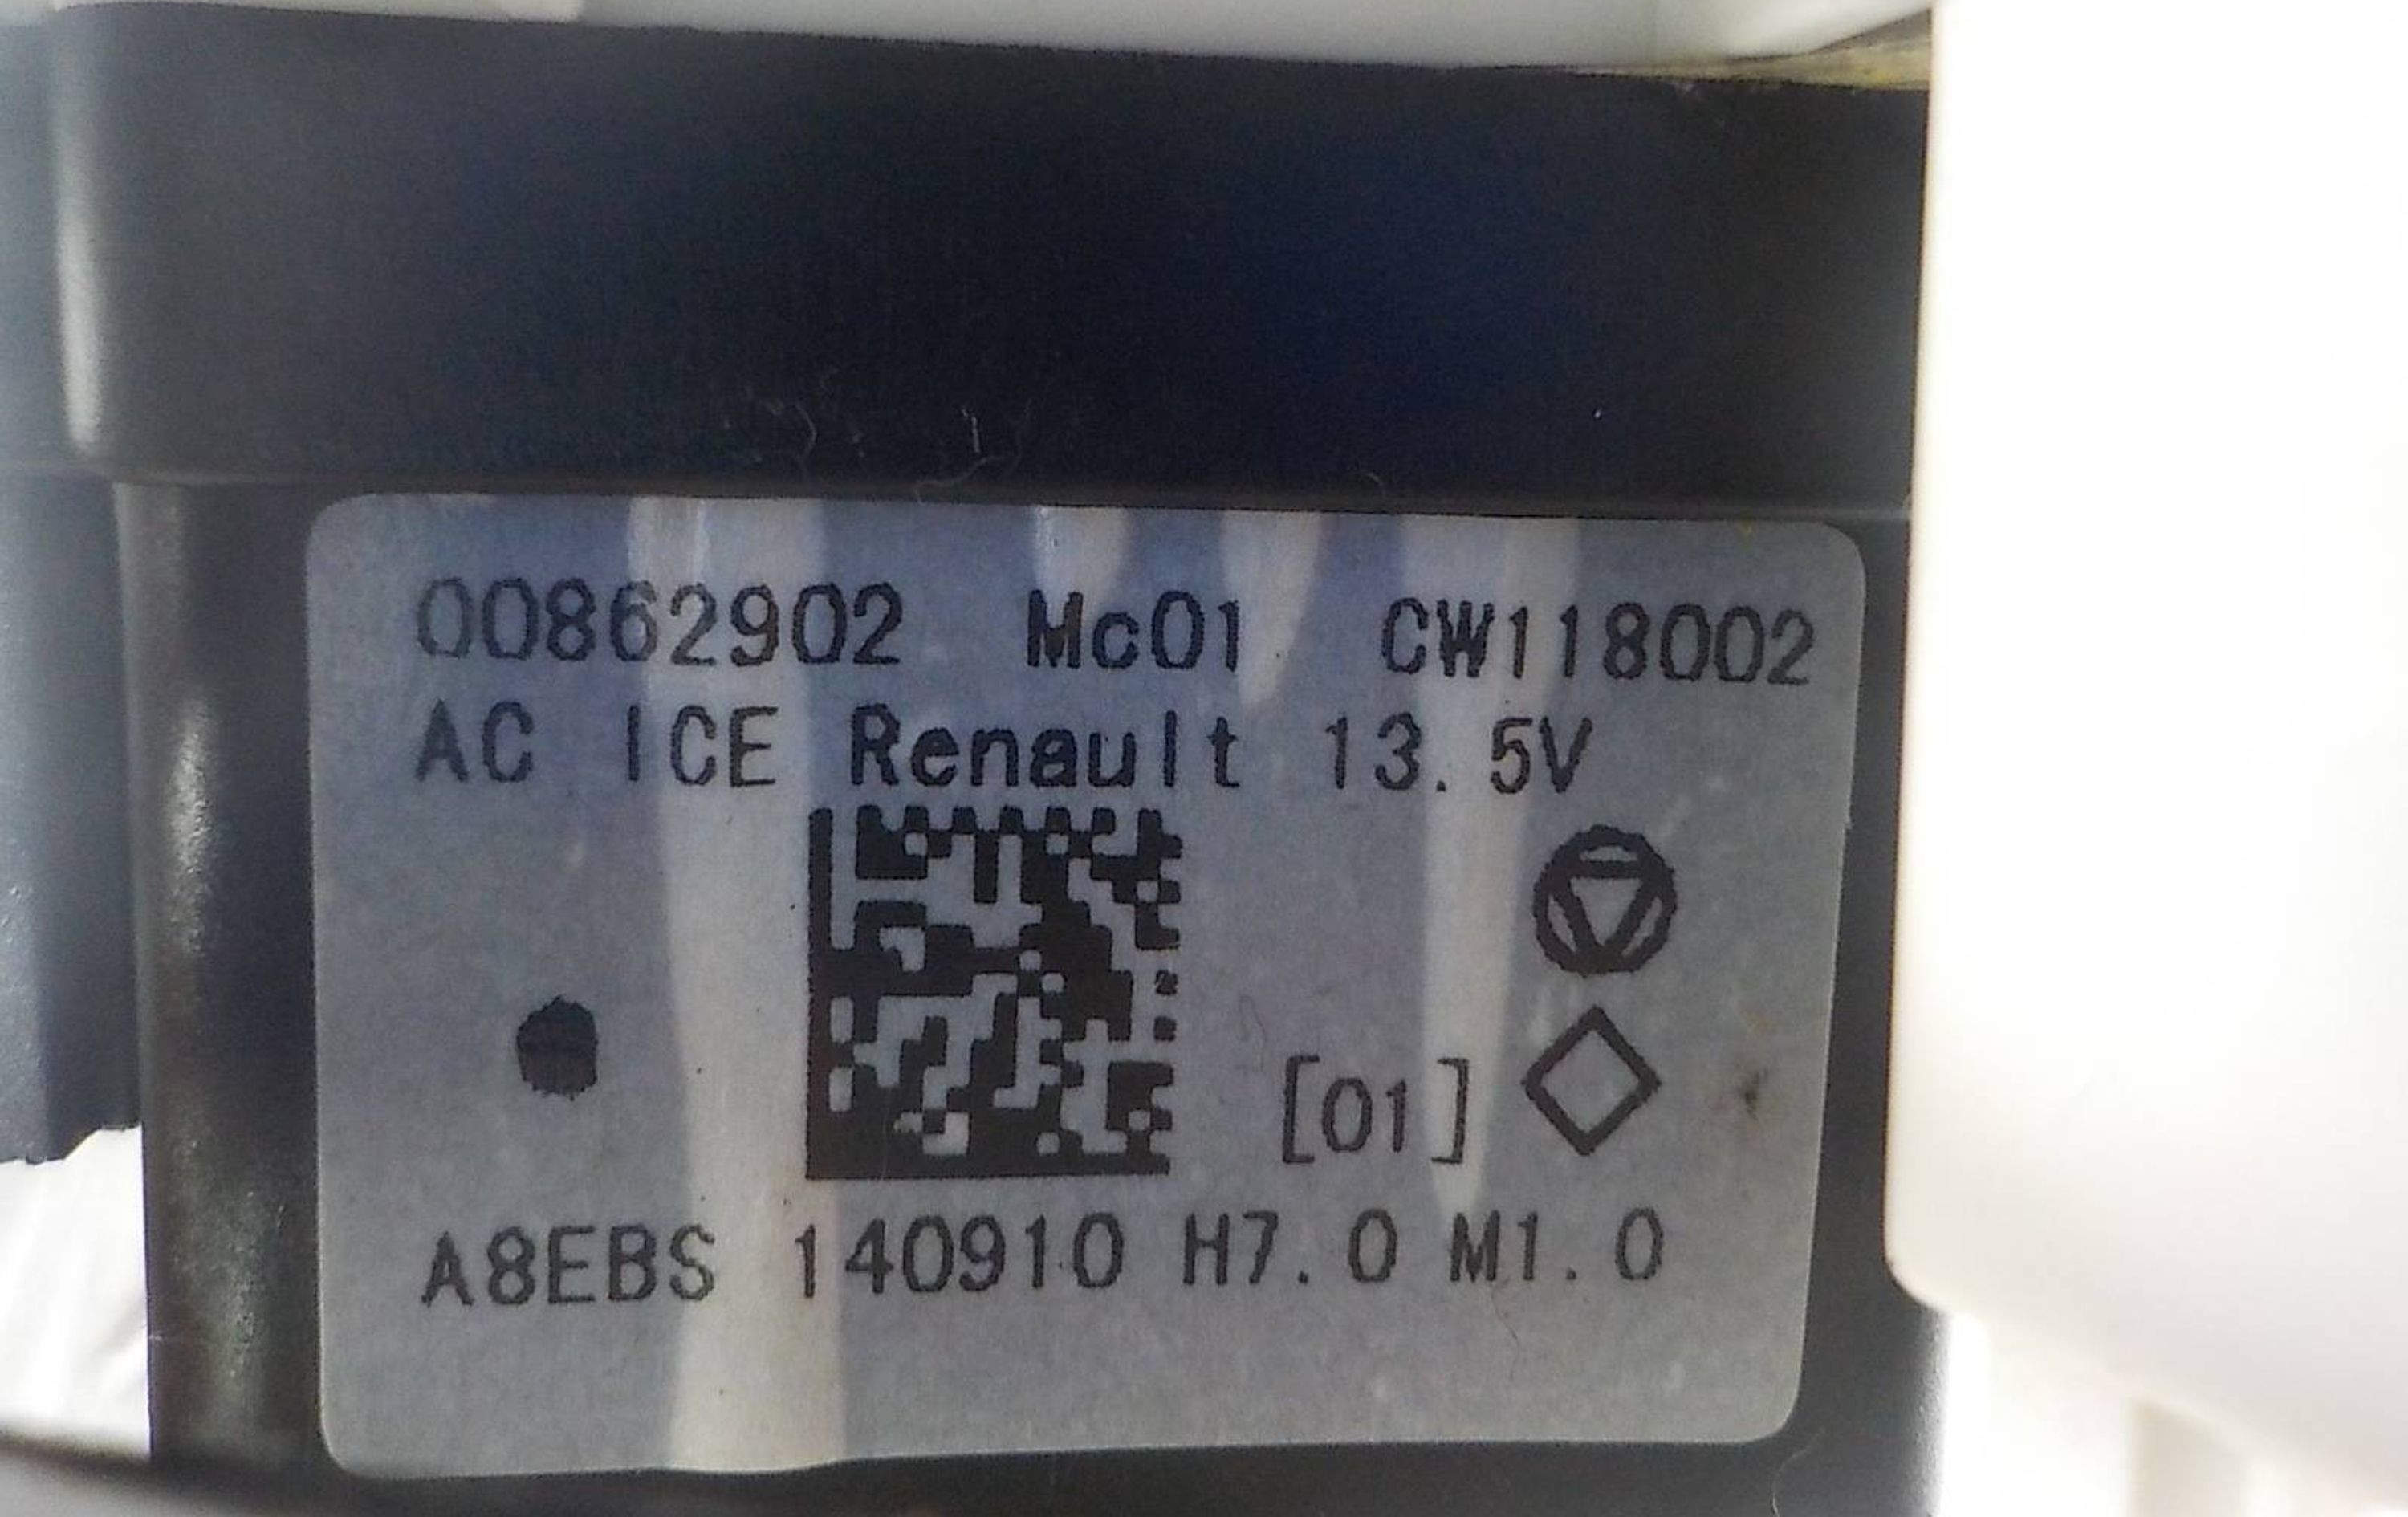 00862902 Mc01 CW118002
AC ICE Renault 13.5V
[01]
A8EBS 140910 H7.0 M1.0